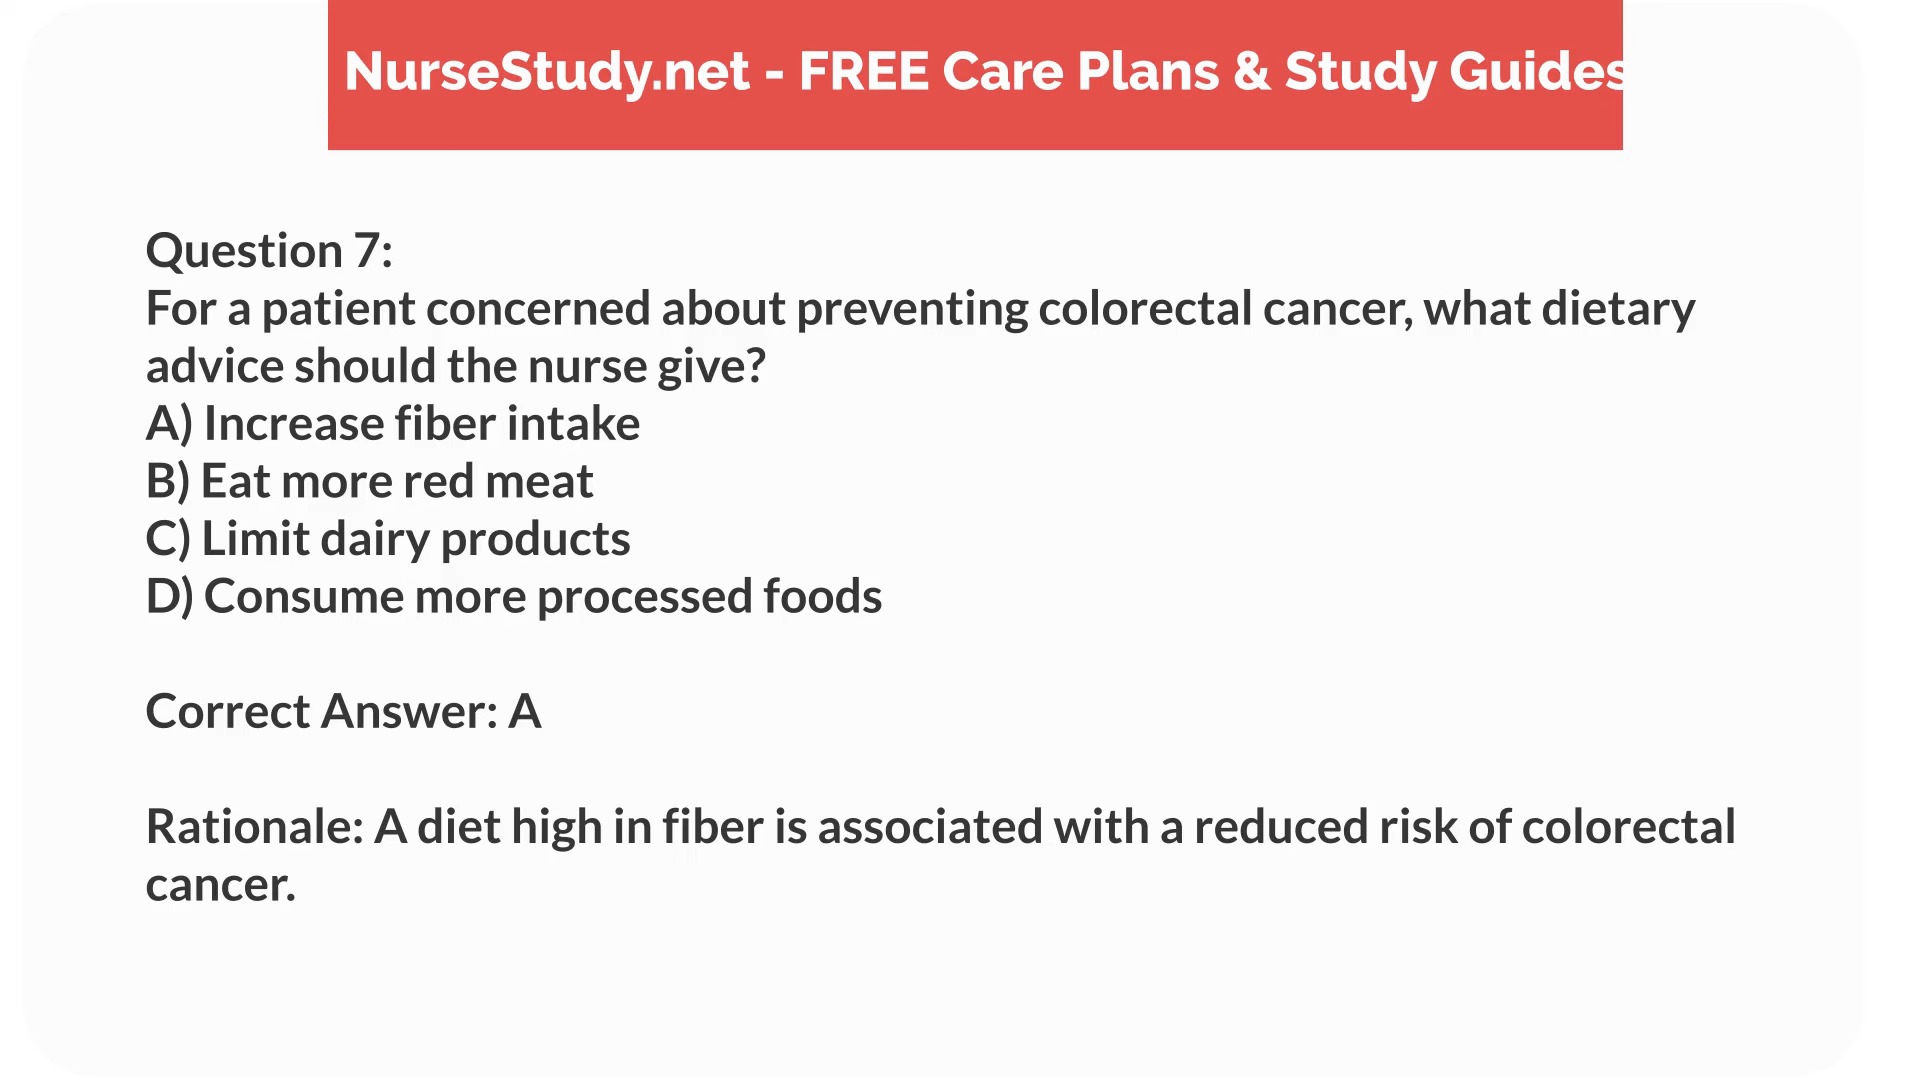 NurseStudy.net - FREE Care Plans & Study Guides
Question 7:
For a patient concerned about preventing colorectal cancer, what dietary
advice should the nurse give?
A) Increase fiber intake
B) Eat more red meat
C) Limit dairy products
D) Consume more processed foods
Correct Answer: A
Rationale: A diet high in fiber is associated with a reduced risk of colorectal
cancer.